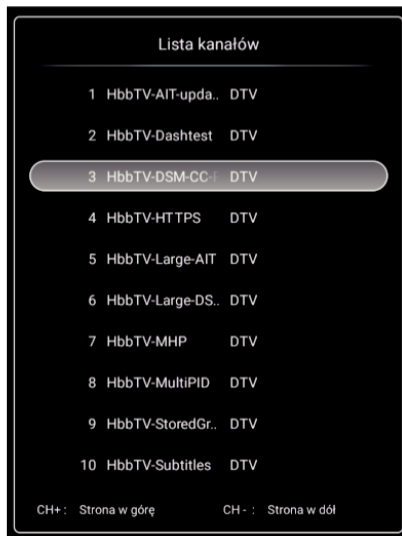 Lista kanałów
1 HbbTV-AIT-upda.. DTV
2 HbbTV-Dashtest DTV
3 HbbTV-DSM-CC- DTV
4 HbbTV-HTTPS DTV
5 HbbTV-Large-AIT DTV
6 HbbTV-Large-DS.. DTV
7 HbbTV-MHP DTV
8 HbbTV-MultiPID DTV
9 HbbTV-StoredGr.. DTV
10 HbbTV-Subtitles DTV
CH+ : Strona w górę CH - : Strona w dół